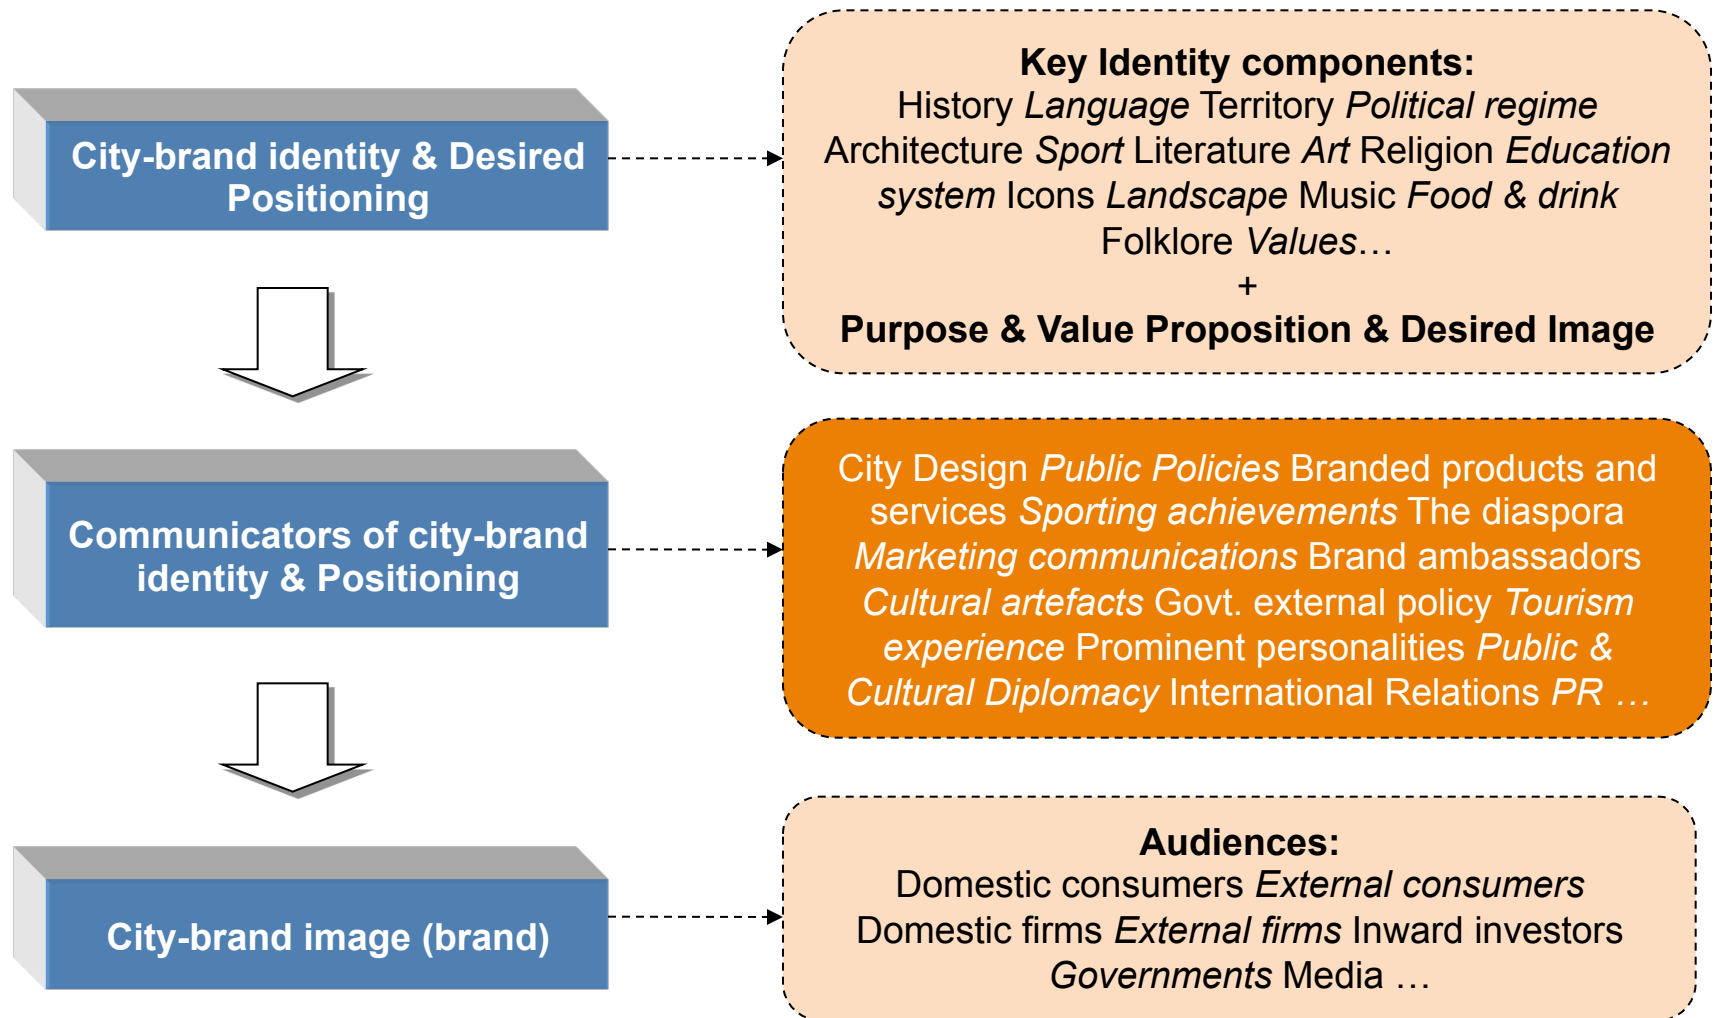 City-brand identity & Desired
Positioning
Key Identity components:
History Language Territory Political regime
Architecture Sport Literature Art Religion Education
system Icons Landscape Music Food & drink
Folklore Values…
+
Purpose & Value Proposition & Desired Image
Communicators of city-brand
identity & Positioning
City Design Public Policies Branded products and
services Sporting achievements The diaspora
Marketing communications Brand ambassadors
Cultural artefacts Govt. external policy Tourism
experience Prominent personalities Public &
Cultural Diplomacy International Relations PR …
City-brand image (brand)
Audiences:
Domestic consumers External consumers
Domestic firms External firms Inward investors
Governments Media …